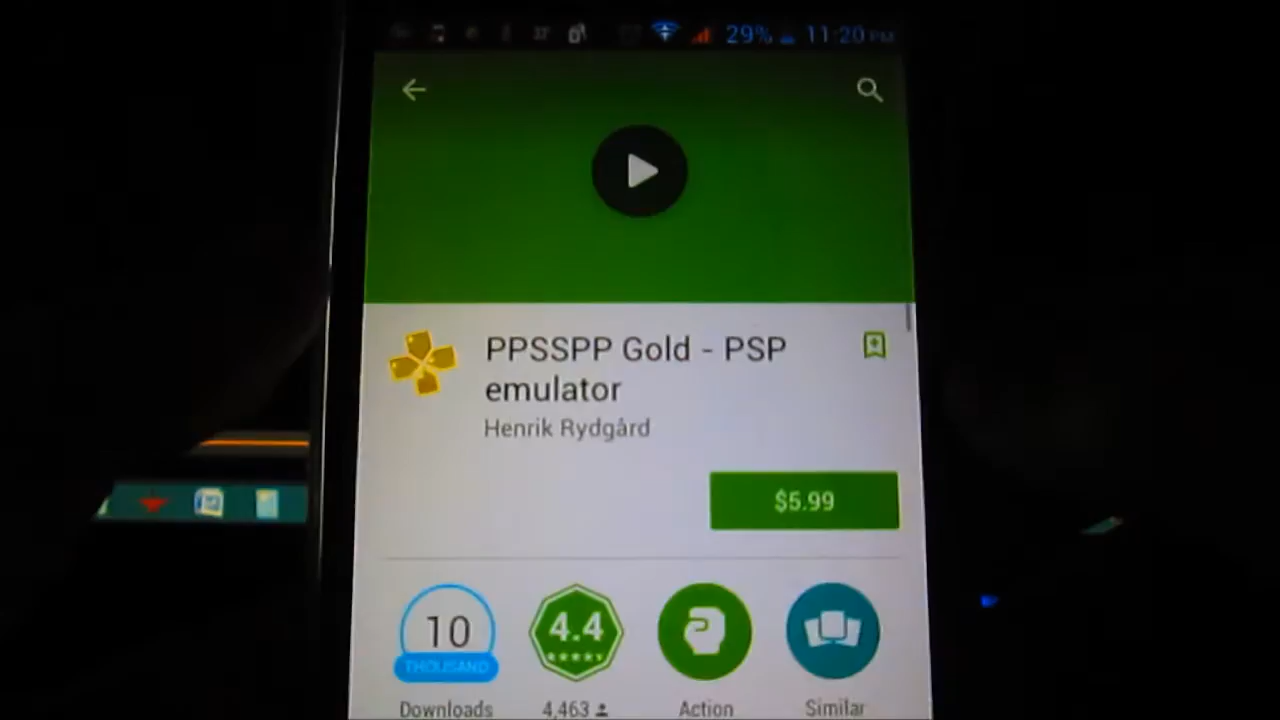 29% 11:20 PM
PPSSPP Gold - PSP
emulator
Henrik Rydgård
$5.99
10
THOUSAND
4.4
Downloads
4,463
Action
Similar